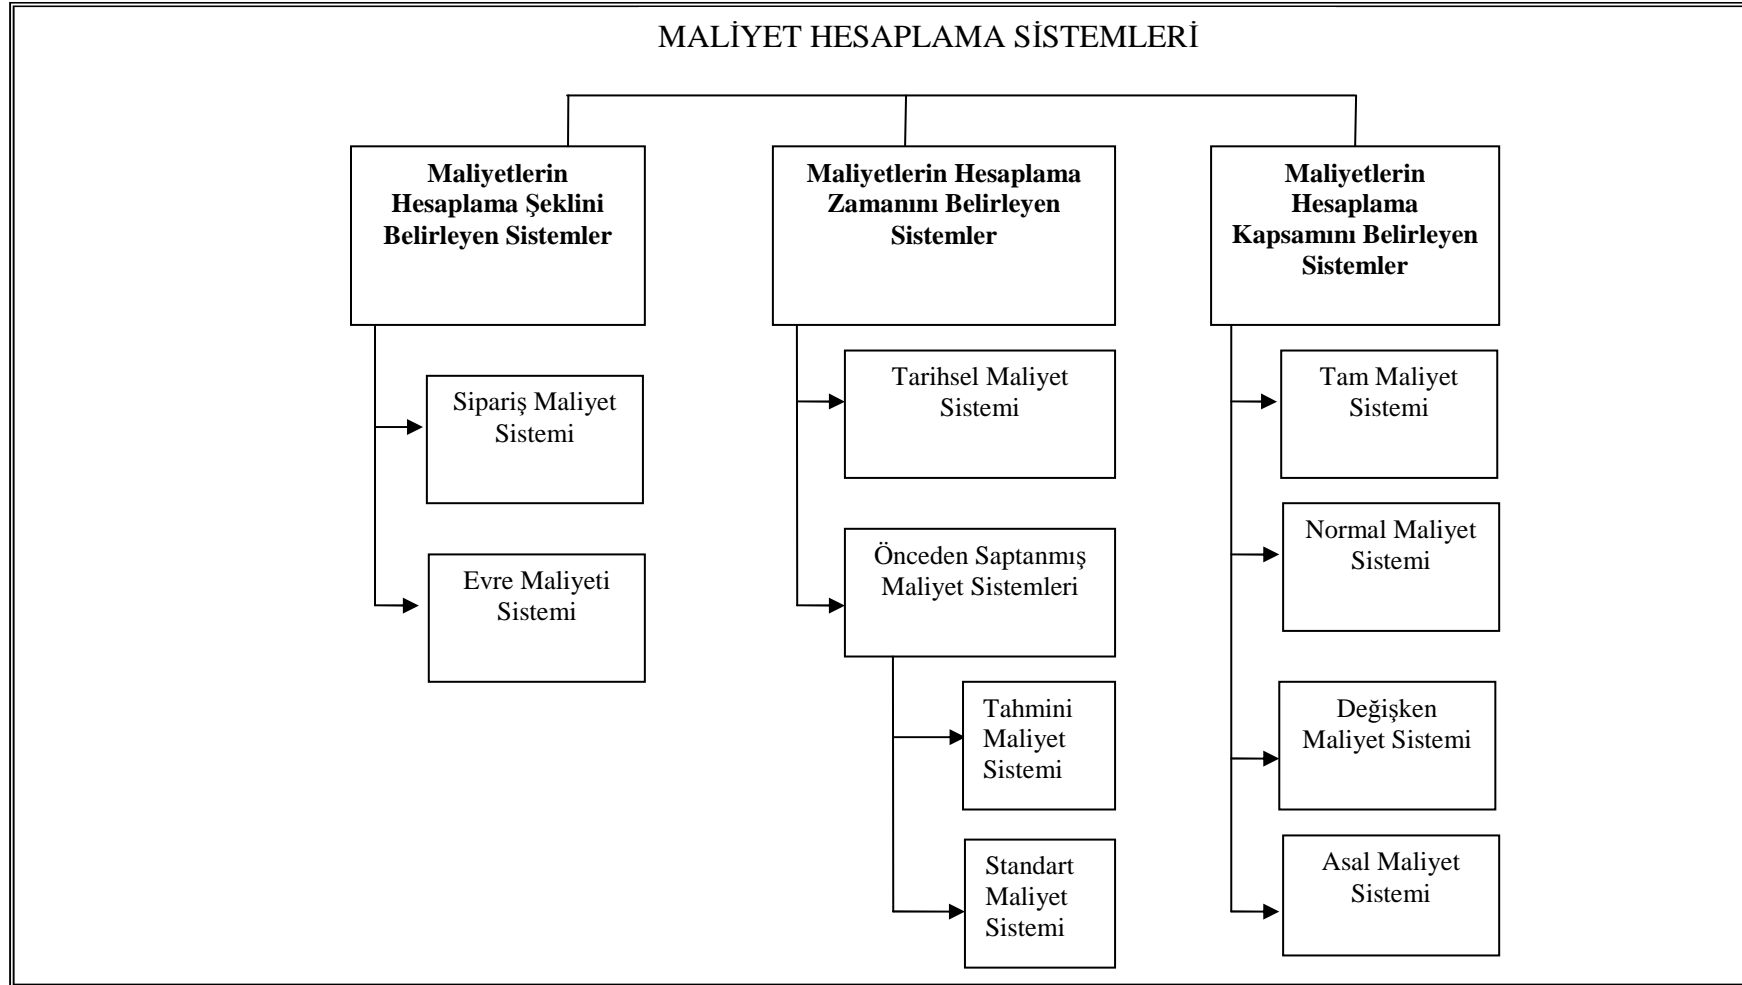 MALİYET HESAPLAMA SİSTEMLERİ
Maliyetlerin
Hesaplama Şeklini
Belirleyen Sistemler
Sipariş Maliyet
Sistemi
Evre Maliyeti
Sistemi
Maliyetlerin Hesaplama
Zamanını Belirleyen
Sistemler
Tarihsel Maliyet
Sistemi
Önceden Saptanmış
Maliyet Sistemleri
Tahmini
Maliyet
Sistemi
Standart
Maliyet
Sistemi
Maliyetlerin
Hesaplama
Kapsamını Belirleyen
Sistemler
Tam Maliyet
Sistemi
Normal Maliyet
Sistemi
Değişken
Maliyet Sistemi
Asal Maliyet
Sistemi